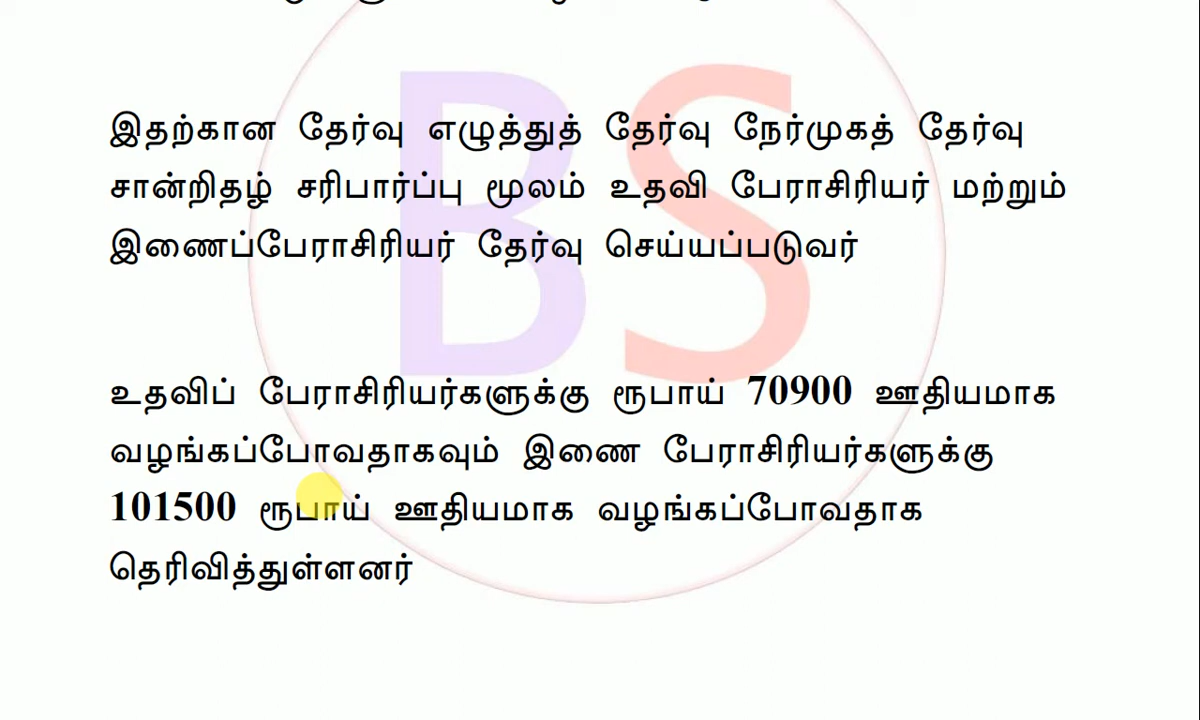 BS
இதற்கான தேர்வு எழுத்துத் தேர்வு நேர்முகத் தேர்வு
சான்றிதழ் சரிபார்ப்பு மூலம் உதவி பேராசிரியர் மற்றும்
இணைப்பேராசிரியர் தேர்வு செய்யப்படுவர்
உதவிப் பேராசிரியர்களுக்கு ரூபாய் 70900 ஊதியமாக
வழங்கப்போவதாகவும் இணை பேராசிரியர்களுக்கு
101500 ரூபாய் ஊதியமாக வழங்கப்போவதாக
தெரிவித்துள்ளனர்